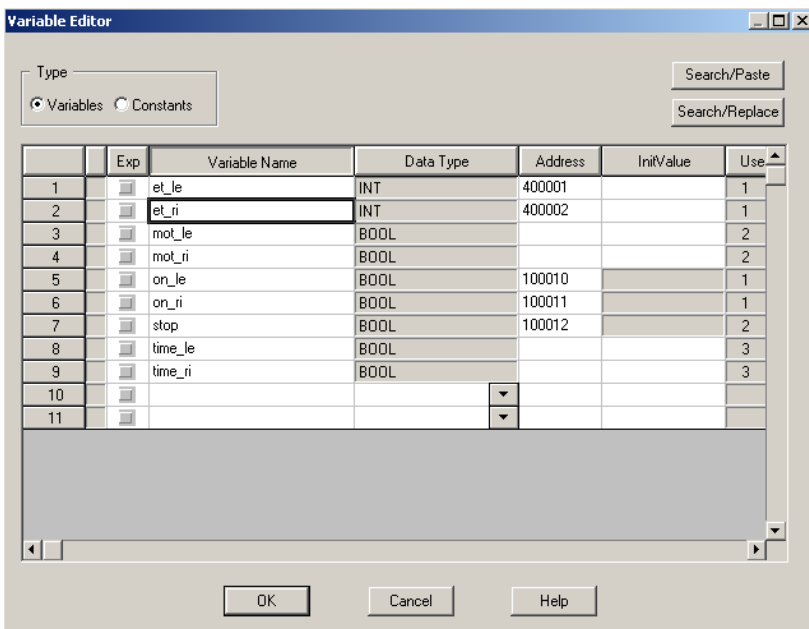 Variable Editor
Type
Variables Constants
Search/Paste
Search/Replace
Exp Variable Name Data Type Address InitValue Use
1 et_le INT 400001 1
2 et_ri INT 400002 1
3 mot_le BOOL 2
4 mot_ri BOOL 2
5 on_le BOOL 100010 1
6 on_ri BOOL 100011 1
7 stop BOOL 100012 2
8 time_le BOOL 3
9 time_ri BOOL 3
10
11
OK Cancel Help